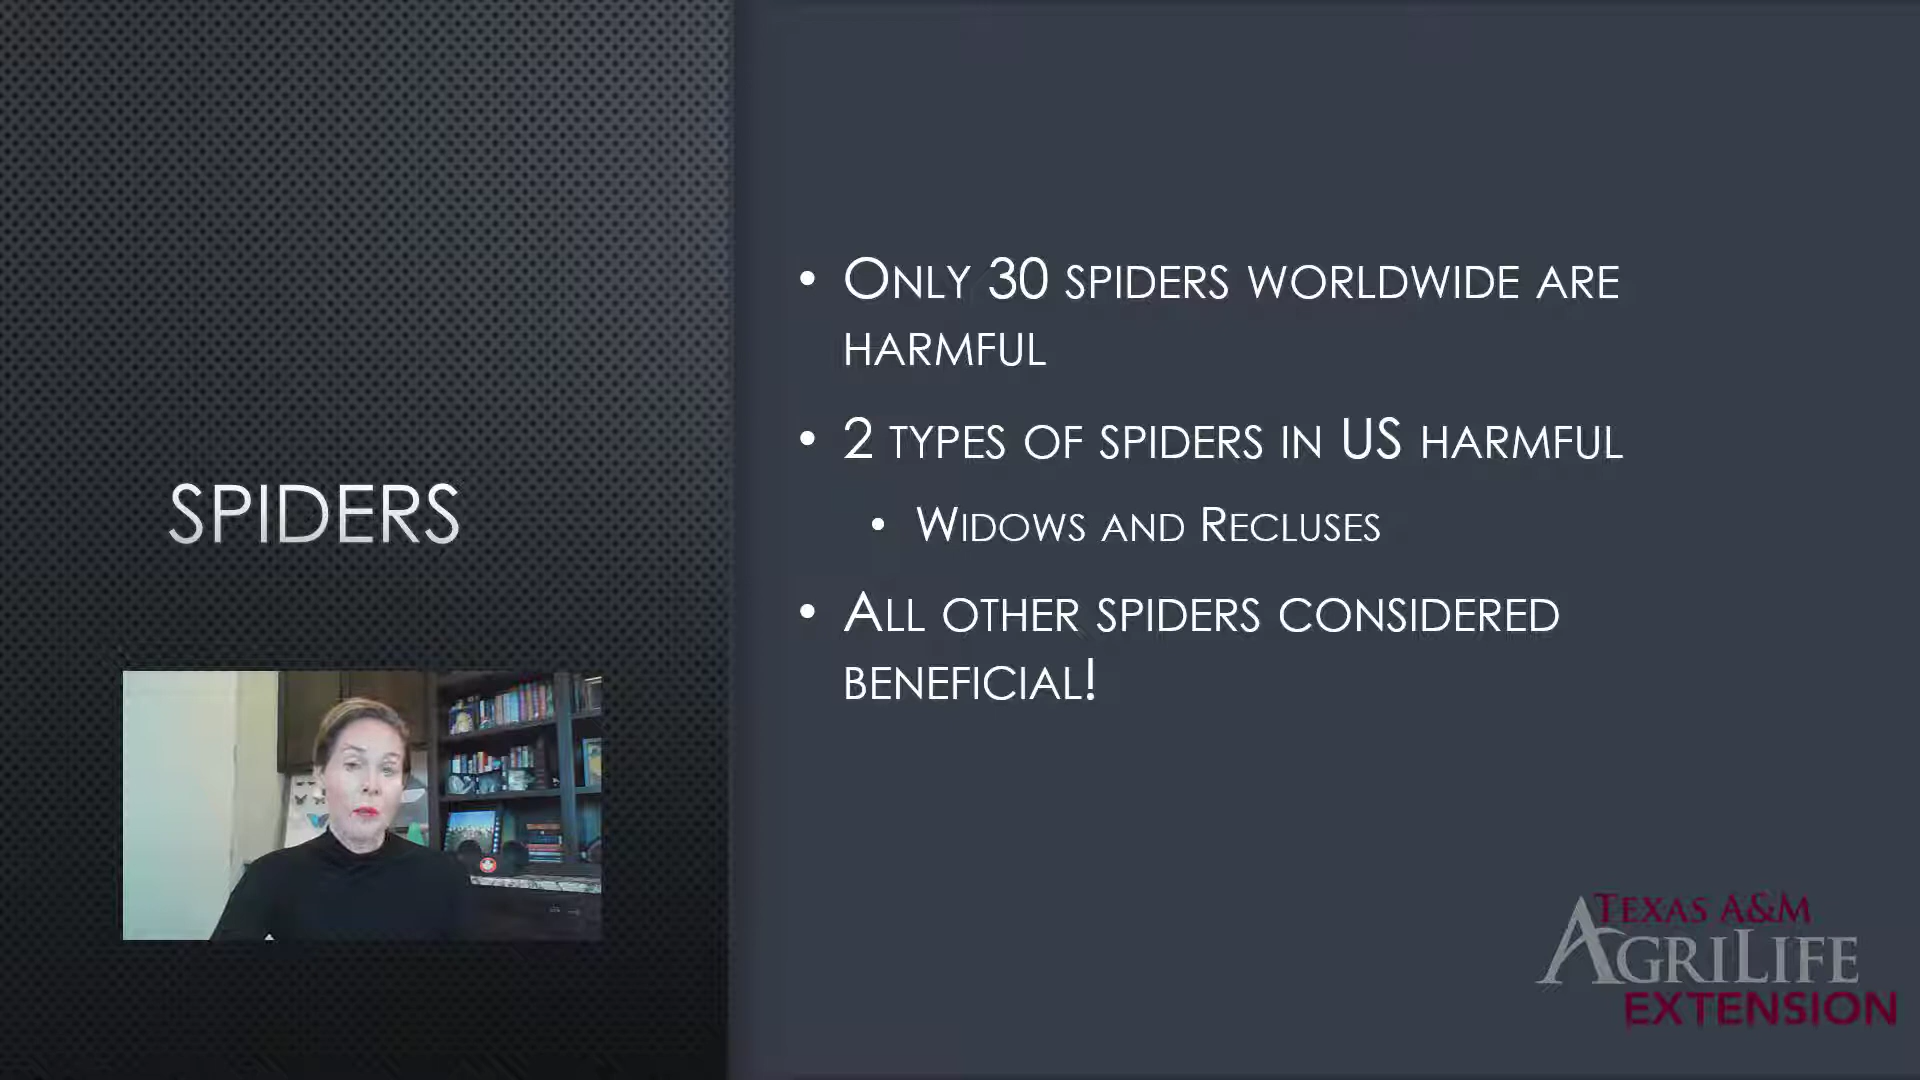 SPIDERS
• ONLY 30 SPIDERS WORLDWIDE ARE
HARMFUL
• 2 TYPES OF SPIDERS IN US HARMFUL
• WIDOWS AND RECLUSES
• ALL OTHER SPIDERS CONSIDERED
BENEFICIAL!
TEXAS A&M
AGRILIFE
EXTENSION